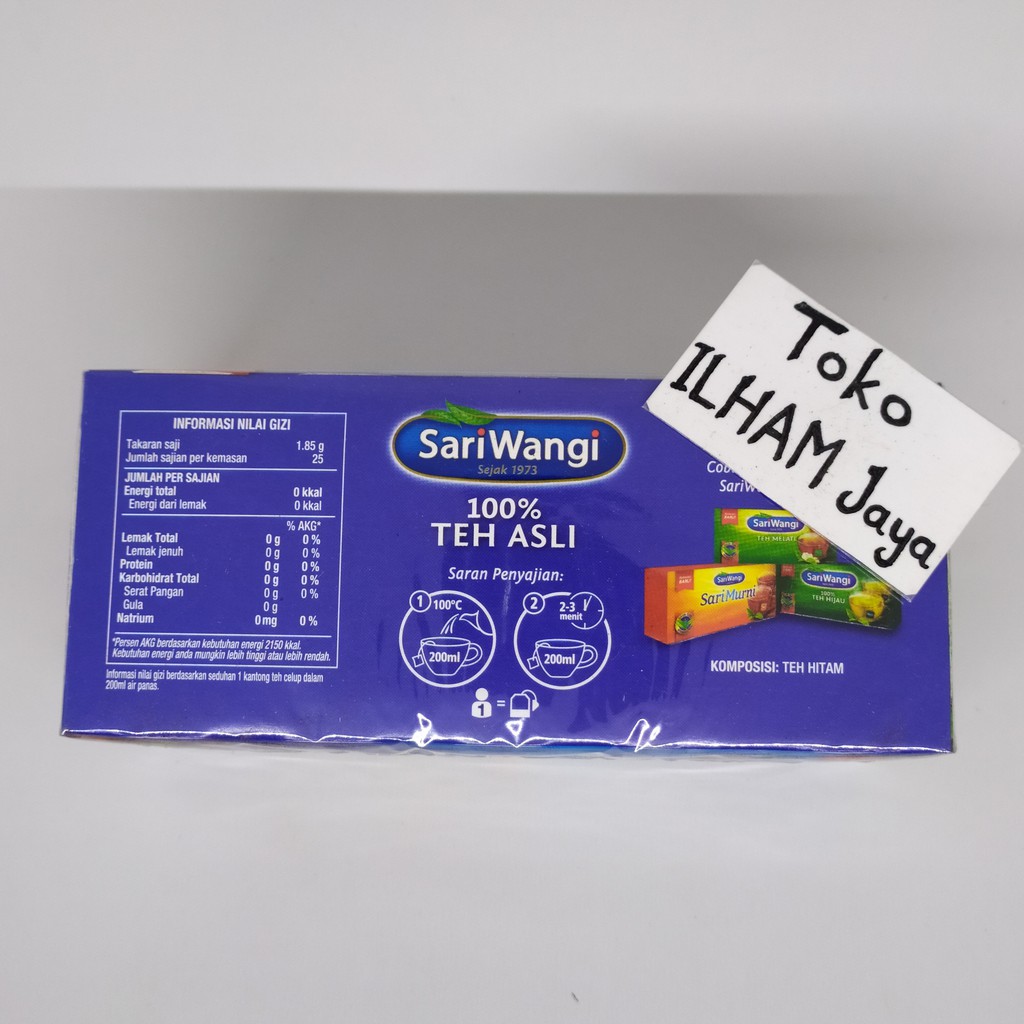 INFORMASI NILAI GIZI
Takaran saji 1.85 g
Jumlah sajian per kemasan 25
JUMLAH PER SAJIAN
Energi total 0 kkal
Energi dari lemak 0 kkal
% AKG*
Lemak Total 0 g 0 %
Lemak jenuh 0 g 0 %
Protein 0 g 0 %
Karbohidrat Total 0 g 0 %
Serat Pangan 0 g 0 %
Gula 0 g
Natrium 0 mg 0 %
*Persen AKG berdasarkan kebutuhan energi 2150 kkal.
Kebutuhan energi anda mungkin lebih tinggi atau lebih rendah.
Informasi nilai gizi berdasarkan seduhan 1 kantong teh celup dalam
200ml air panas.
SariWangi
Sejak 1973
100%
TEH ASLI
Saran Penyajian:
1 100°C
200ml
2 2-3
menit
200ml
1 =
Toko
ILHAM Jaya
SariWangi
TEH MELATI
SariWangi
SariMurni
SariWangi
100%
TEH HIJAU
KOMPOSISI: TEH HITAM